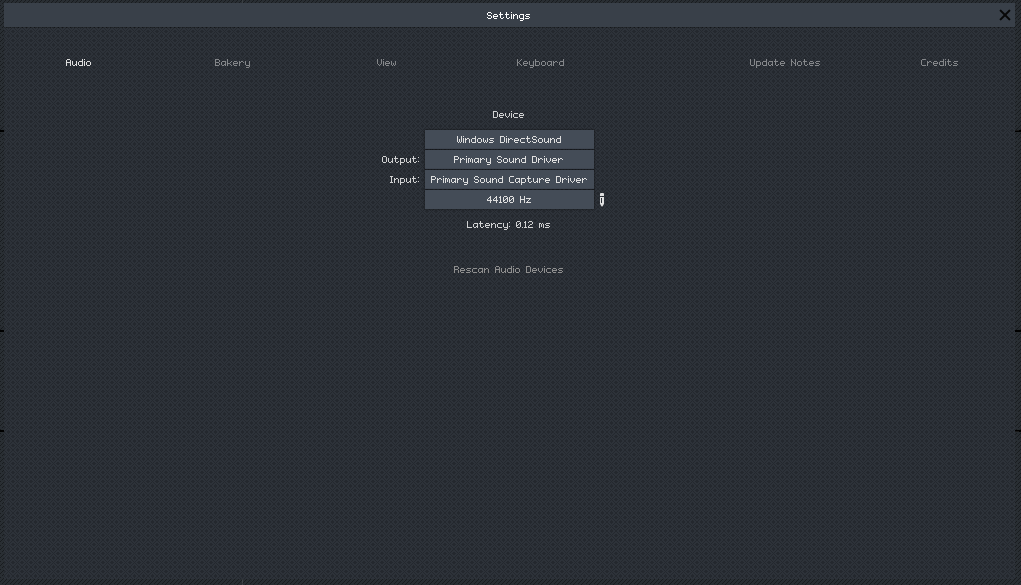 Settings
Audio Bakery View Keyboard Update Notes Credits
Device
Windows DirectSound
Output: Primary Sound Driver
Input: Primary Sound Capture Driver
44100 Hz
Latency: 0.12 ms
Rescan Audio Devices